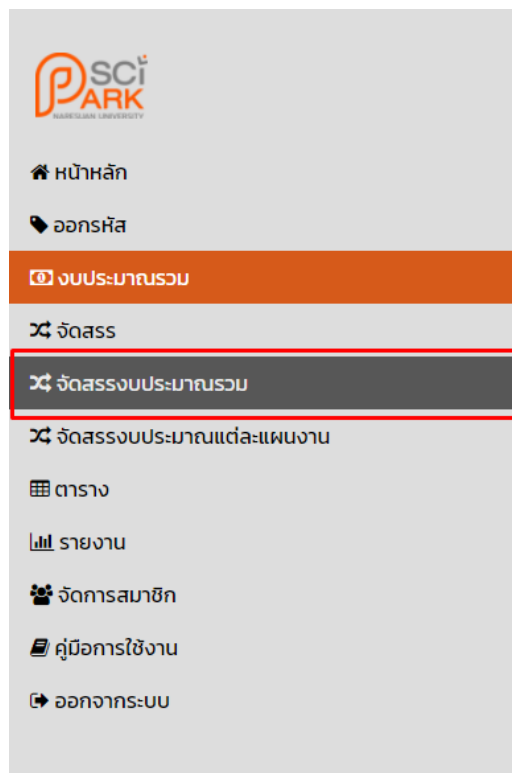 SCI
PARK
NARESUAN UNIVERSITY
หน้าหลัก
ออกรหัส
งบประมาณรวม
จัดสรร
จัดสรรงบประมาณรวม
จัดสรรงบประมาณแต่ละแผนงาน
ตาราง
รายงาน
จัดการสมาชิก
คู่มือการใช้งาน
ออกจากระบบ